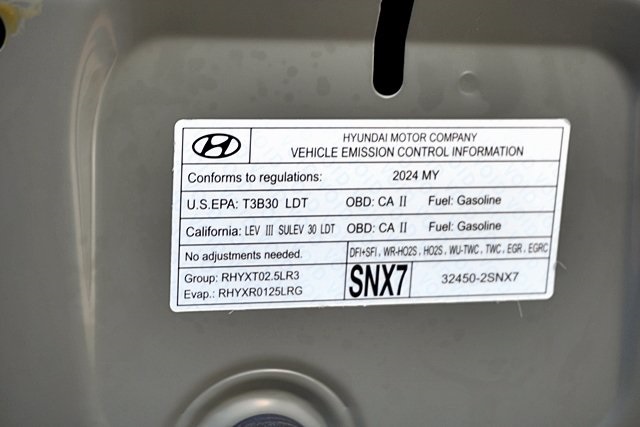 HYUNDAI MOTOR COMPANY
VEHICLE EMISSION CONTROL INFORMATION
Conforms to regulations: 2024 MY
U.S.EPA: T3B30 LDT OBD: CA II Fuel: Gasoline
California: LEV III SULEV 30 LDT OBD: CA II Fuel: Gasoline
No adjustments needed. DFI+SFI, WR-HO2S, HO2S, WU-TWC, TWC, EGR, EGRC
Group: RHYXT02.5LR3
Evap.: RHYXR0125LRG
SNX7 32450-2SNX7